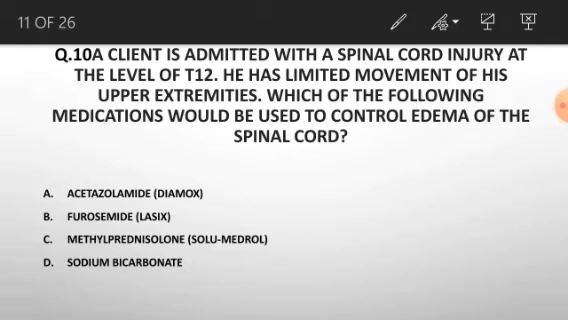 11 OF 26
Q.10A CLIENT IS ADMITTED WITH A SPINAL CORD INJURY AT
THE LEVEL OF T12. HE HAS LIMITED MOVEMENT OF HIS
UPPER EXTREMITIES. WHICH OF THE FOLLOWING
MEDICATIONS WOULD BE USED TO CONTROL EDEMA OF THE
SPINAL CORD?
A. ACETAZOLAMIDE (DIAMOX)
B. FUROSEMIDE (LASIX)
C. METHYLPREDNISOLONE (SOLU-MEDROL)
D. SODIUM BICARBONATE